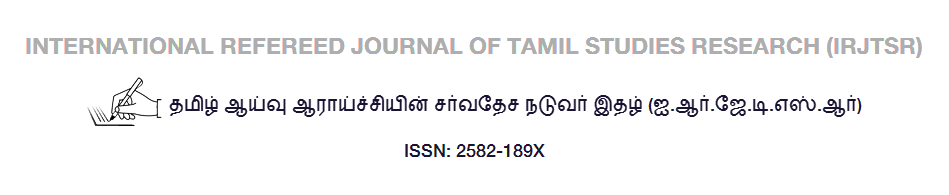 INTERNATIONAL REFEREED JOURNAL OF TAMIL STUDIES RESEARCH (IRJTSR)
தமிழ் ஆய்வு ஆராய்ச்சியின் சர்வதேச நடுவர் இதழ் (ஐ.ஆர்.ஜே.டி.எஸ்.ஆர்)
ISSN: 2582-189X